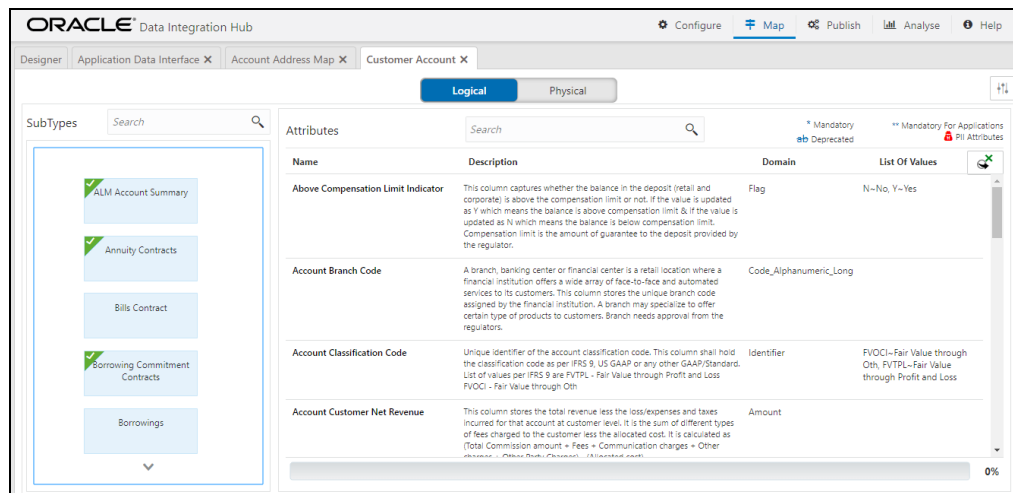 ORACLE Data Integration Hub
Configure
Map
Publish
Analyse
Help
Designer
Application Data Interface ✕
Account Address Map ✕
Customer Account ✕
Logical
Physical
SubTypes
Search
ALM Account Summary
Annuity Contracts
Bills Contract
Borrowing Commitment
Contracts
Borrowings
Attributes
Search
* Mandatory
** Mandatory For Applications
ab Deprecated
PII Attributes
Name
Description
Domain
List Of Values
Above Compensation Limit Indicator
This column captures whether the balance in the deposit (retail and
corporate) is above the compensation limit or not. If the value is updated
as Y which means the balance is above compensation limit & if the value is
updated as N which means the balance is below compensation limit.
Compensation limit is the amount of guarantee to the deposit provided by
the regulator.
Flag
N~No, Y~Yes
Account Branch Code
A branch, banking center or financial center is a retail location where a
financial institution offers a wide array of face-to-face and automated
services to its customers. This column stores the unique branch code
assigned by the financial institution. A branch may specialize to offer
certain type of products to customers. Branch needs approval from the
regulators.
Code_Alphanumeric_Long
Account Classification Code
Unique identifier of the account classification code. This column shall hold
the classification code as per IFRS 9, US GAAP or any other GAAP/Standard.
List of values per IFRS 9 are FVTPL - Fair Value through Profit and Loss
FVOCI - Fair Value through Oth
Identifier
FVOCI~Fair Value through
Oth, FVTPL~Fair Value
through Profit and Loss
Account Customer Net Revenue
This column stores the total revenue less the loss/expenses and taxes
incurred for that account at customer level. It is the sum of different types
of fees charged to the customer less the allocated cost. It is calculated as
(Total Commission amount + Fees + Communication charges + Other
charges + Other Party Charges) - (Allocated cost)
Amount
0%